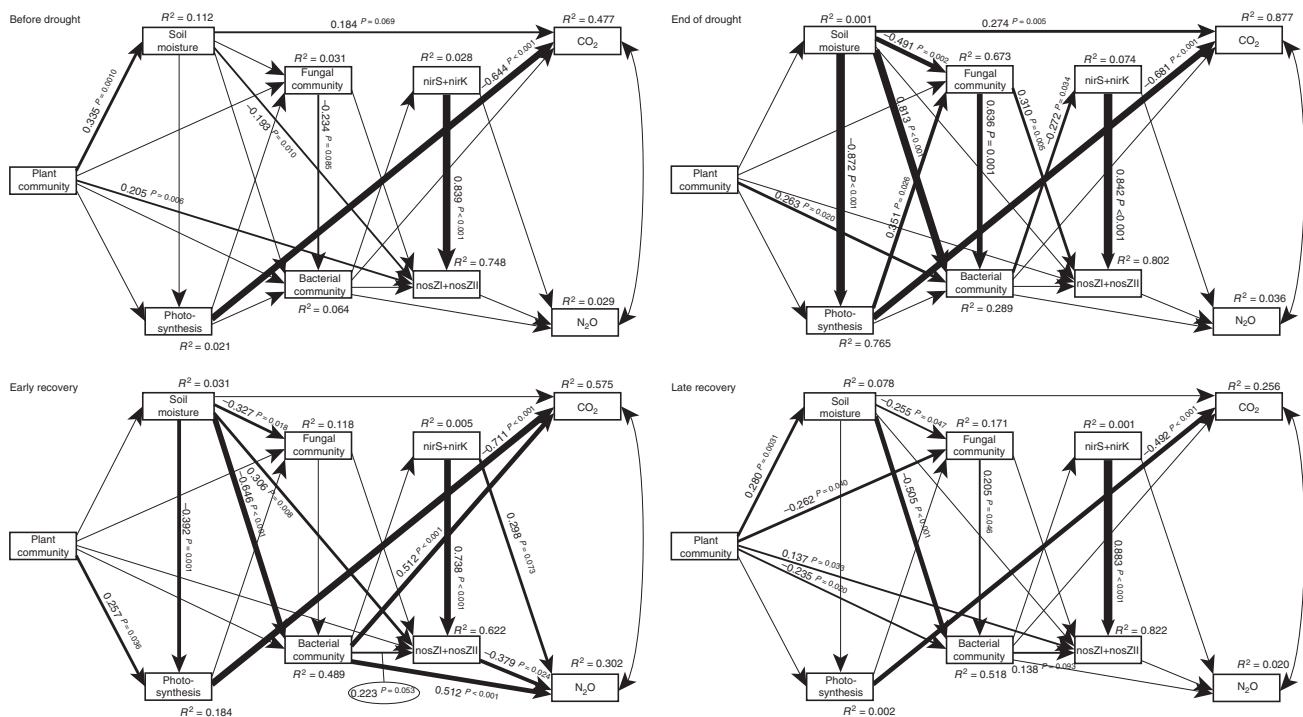 Before drought
R² = 0.112
0.184 P = 0.069
R² = 0.477
Soil
moisture
CO₂
R² = 0.031
R² = 0.028
−0.644 P < 0.001
Fungal
community
nirS+nirK
0.335 P = 0.0010
−0.193 P = 0.010
−0.234 P = 0.085
0.839 P < 0.001
Plant
community
0.205 P = 0.006
R² = 0.748
Bacterial
community
nosZI+nosZII
R² = 0.064
R² = 0.029
Photo-
synthesis
N₂O
R² = 0.021
End of drought
R² = 0.001
0.274 P = 0.005
R² = 0.877
Soil
moisture
CO₂
−0.491 P = 0.002
R² = 0.673
R² = 0.074
−0.681 P < 0.001
Fungal
community
nirS+nirK
0.813 P < 0.001
0.636 P = 0.001
0.310 P = 0.005
−0.272 P = 0.034
−0.872 P < 0.001
0.351 P = 0.026
0.842 P <0.001
Plant
community
0.263 P = 0.020
R² = 0.802
Bacterial
community
nosZI+nosZII
R² = 0.289
R² = 0.036
Photo-
synthesis
N₂O
R² = 0.765
Early recovery
R² = 0.031
R² = 0.575
Soil
moisture
CO₂
−0.327 P = 0.018
R² = 0.118
R² = 0.005
−0.711 P < 0.001
Fungal
community
nirS+nirK
−0.646 P < 0.001
0.306 P = 0.008
−0.392 P = 0.001
0.512 P < 0.001
0.738 P < 0.001
0.298 P = 0.073
Plant
community
0.257 P = 0.036
R² = 0.622
Bacterial
community
nosZI+nosZII
−0.379 P = 0.024
R² = 0.489
R² = 0.302
Photo-
synthesis
0.223 P = 0.053
0.512 P < 0.001
N₂O
R² = 0.184
Late recovery
R² = 0.078
R² = 0.256
Soil
moisture
CO₂
−0.255 P = 0.047
R² = 0.171
R² = 0.001
−0.492 P < 0.001
Fungal
community
nirS+nirK
0.280 P = 0.0031
−0.262 P = 0.040
−0.505 P < 0.001
0.205 P = 0.046
0.883 P < 0.001
Plant
community
0.137 P = 0.033
−0.235 P = 0.020
R² = 0.822
Bacterial
community
nosZI+nosZII
R² = 0.518
0.138 P = 0.093
R² = 0.020
Photo-
synthesis
N₂O
R² = 0.002